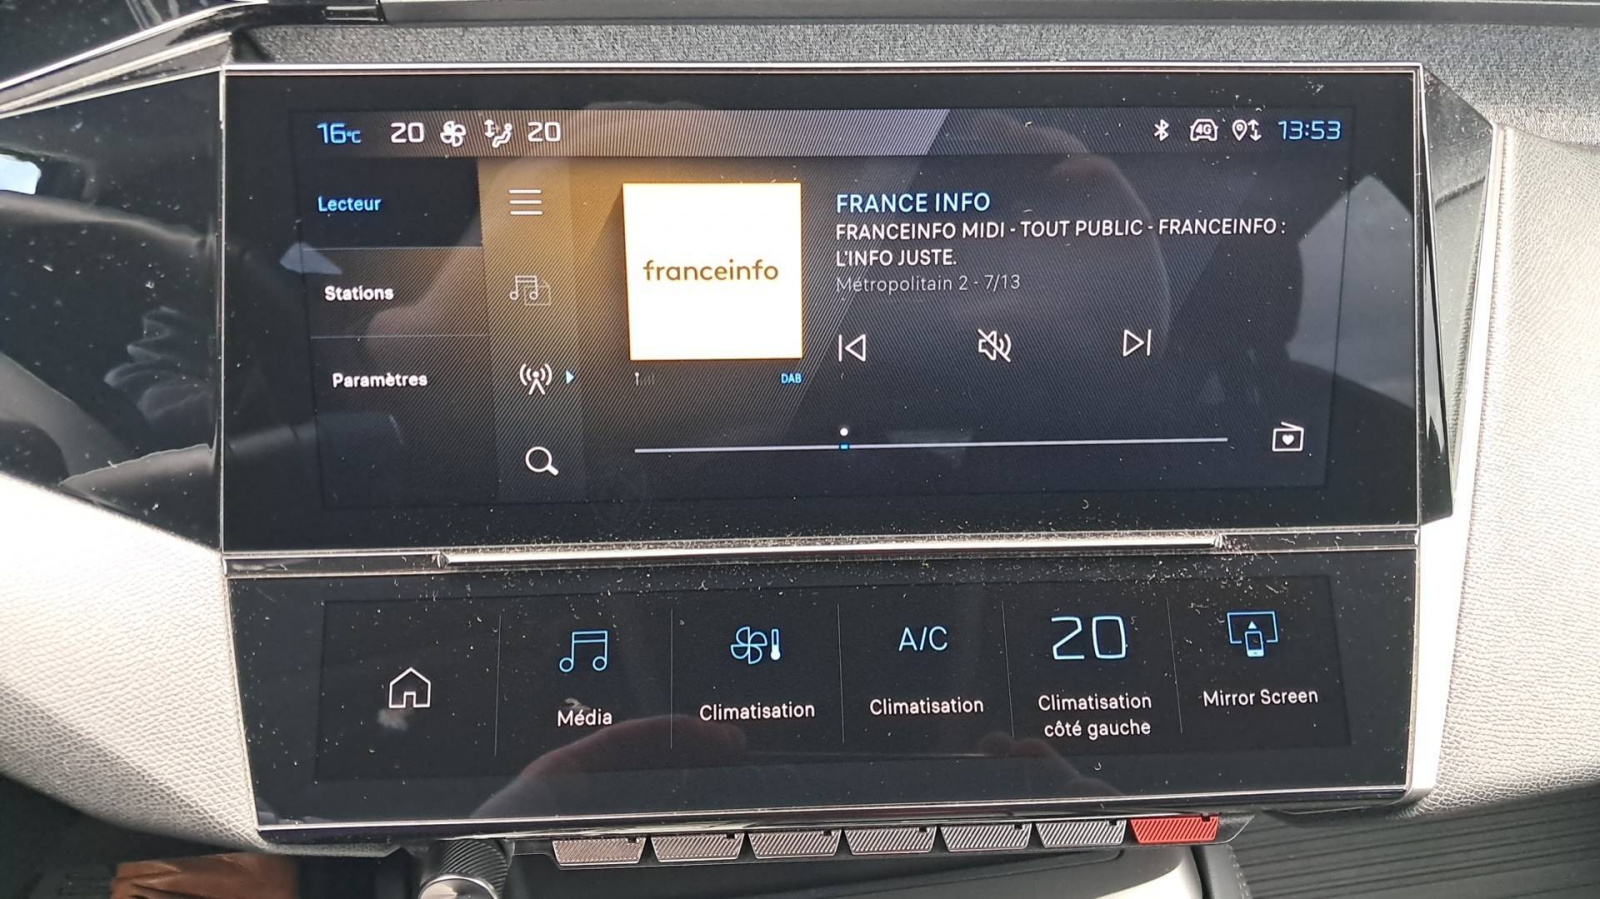 16°C 20 20 4G 13:53
Lecteur
Stations
Paramètres
franceinfo
DAB
FRANCE INFO
FRANCEINFO MIDI - TOUT PUBLIC - FRANCEINFO :
L'INFO JUSTE.
Métropolitain 2 - 7/13
Média
Climatisation
A/C
Climatisation
20
Climatisation
côté gauche
Mirror Screen